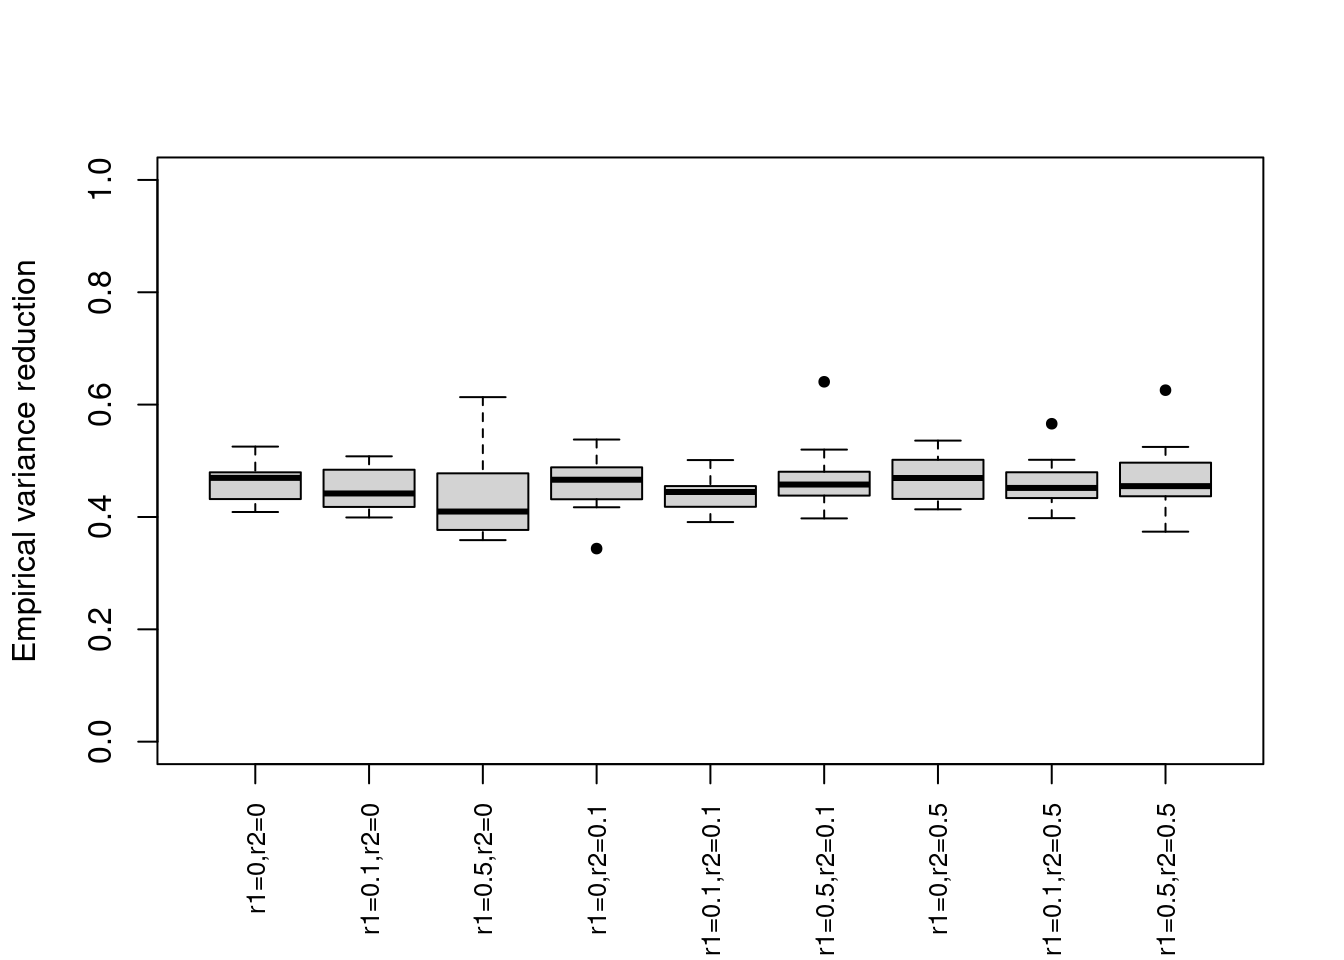 Empirical variance reduction
1.0
0.8
0.6
0.4
0.2
0.0
r1=0,r2=0
r1=0.1,r2=0
r1=0.5,r2=0
r1=0,r2=0.1
r1=0.1,r2=0.1
r1=0.5,r2=0.1
r1=0,r2=0.5
r1=0.1,r2=0.5
r1=0.5,r2=0.5